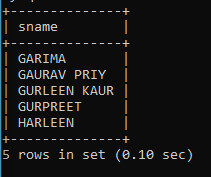 +--------------+
| sname        |
+--------------+
| GARIMA       |
| GAURAV PRIY  |
| GURLEEN KAUR |
| GURPREET     |
| HARLEEN      |
+--------------+
5 rows in set (0.10 sec)